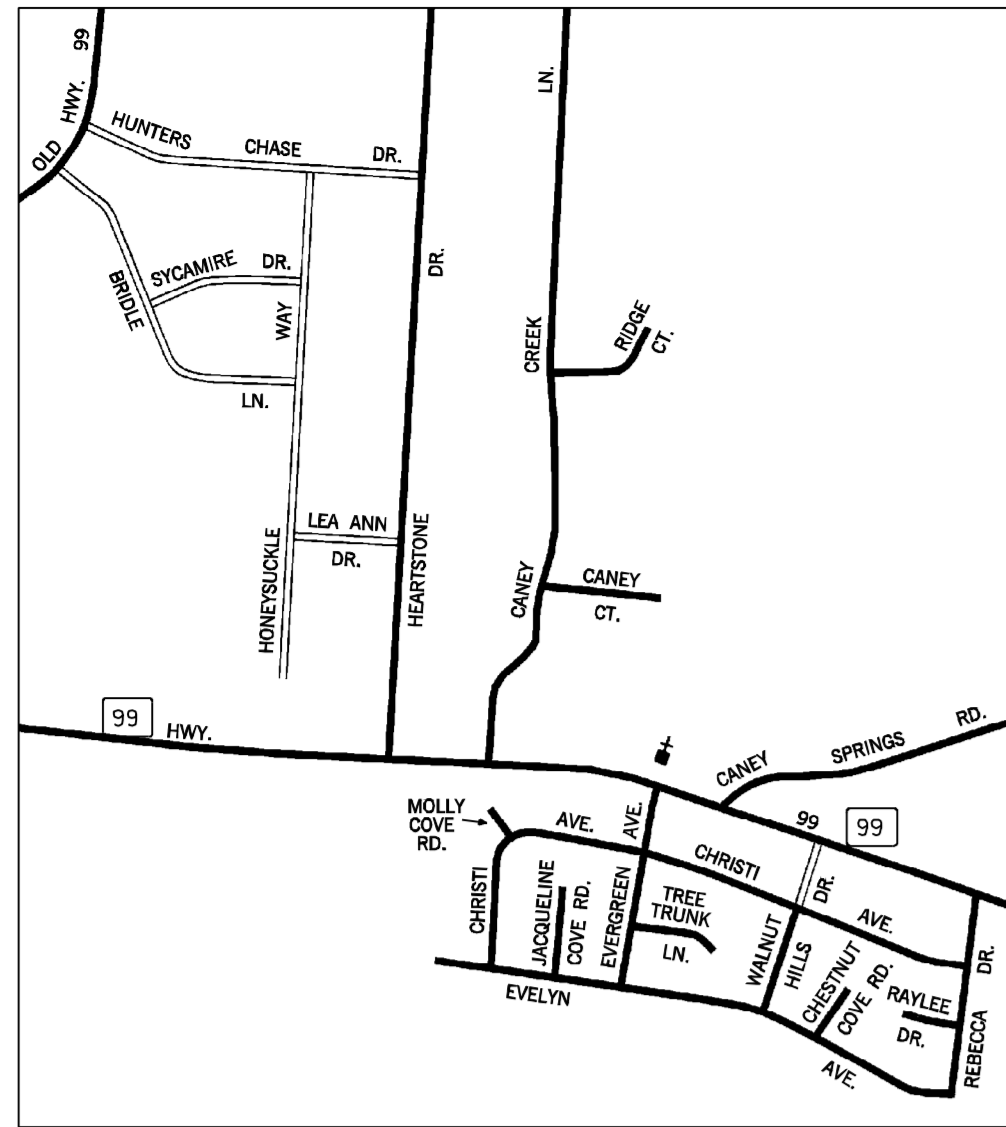 OLD HWY. 99
HUNTERS CHASE DR.
BRIDLE LN.
SYCAMIRE DR.
HONEYSUCKLE WAY
LEA ANN
DR.
HEARTSTONE DR.
CANEY CREEK LN.
RIDGE
CT.
CANEY
CT.
99
HWY. 99
CANEY SPRINGS RD.
99
MOLLY
COVE
RD.
CHRISTI AVE.
CHRISTI AVE.
JACQUELINE
COVE RD.
EVERGREEN AVE.
TREE
TRUNK
LN.
WALNUT
HILLS DR.
CHESTNUT
COVE RD.
RAYLEE
DR.
REBECCA DR.
EVELYN AVE.